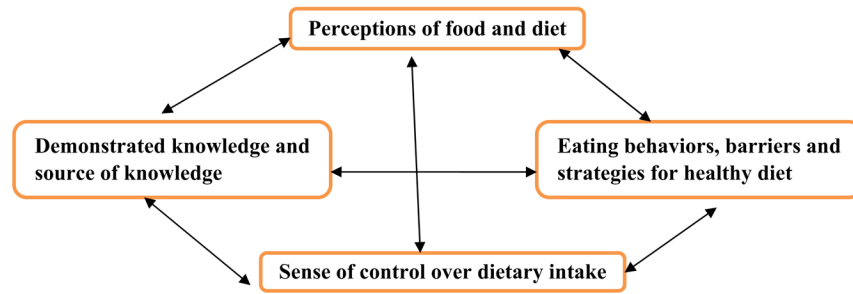 Perceptions of food and diet
Demonstrated knowledge and
source of knowledge
Eating behaviors, barriers and
strategies for healthy diet
Sense of control over dietary intake